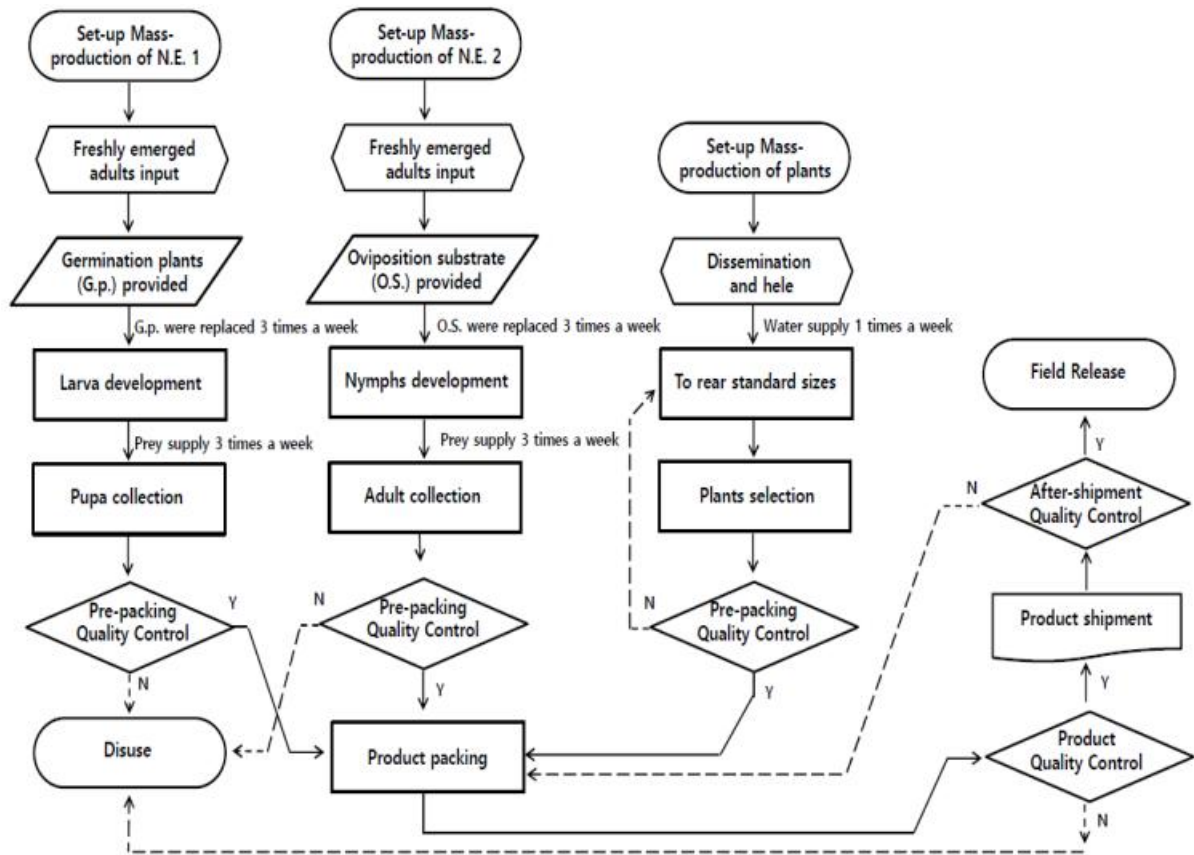 Set-up Mass-
production of N.E. 1
Freshly emerged
adults input
Germination plants
(G.p.) provided
G.p. were replaced 3 times a week
Larva development
Prey supply 3 times a week
Pupa collection
Pre-packing
Quality Control
Y
N
Disuse
Set-up Mass-
production of N.E. 2
Freshly emerged
adults input
Oviposition substrate
(O.S.) provided
O.S. were replaced 3 times a week
Nymphs development
Prey supply 3 times a week
Adult collection
N
Pre-packing
Quality Control
Y
Product packing
Set-up Mass-
production of plants
Dissemination
and hele
Water supply 1 times a week
To rear standard sizes
Plants selection
N
Pre-packing
Quality Control
Y
Field Release
Y
N
After-shipment
Quality Control
Product shipment
Y
Product
Quality Control
N